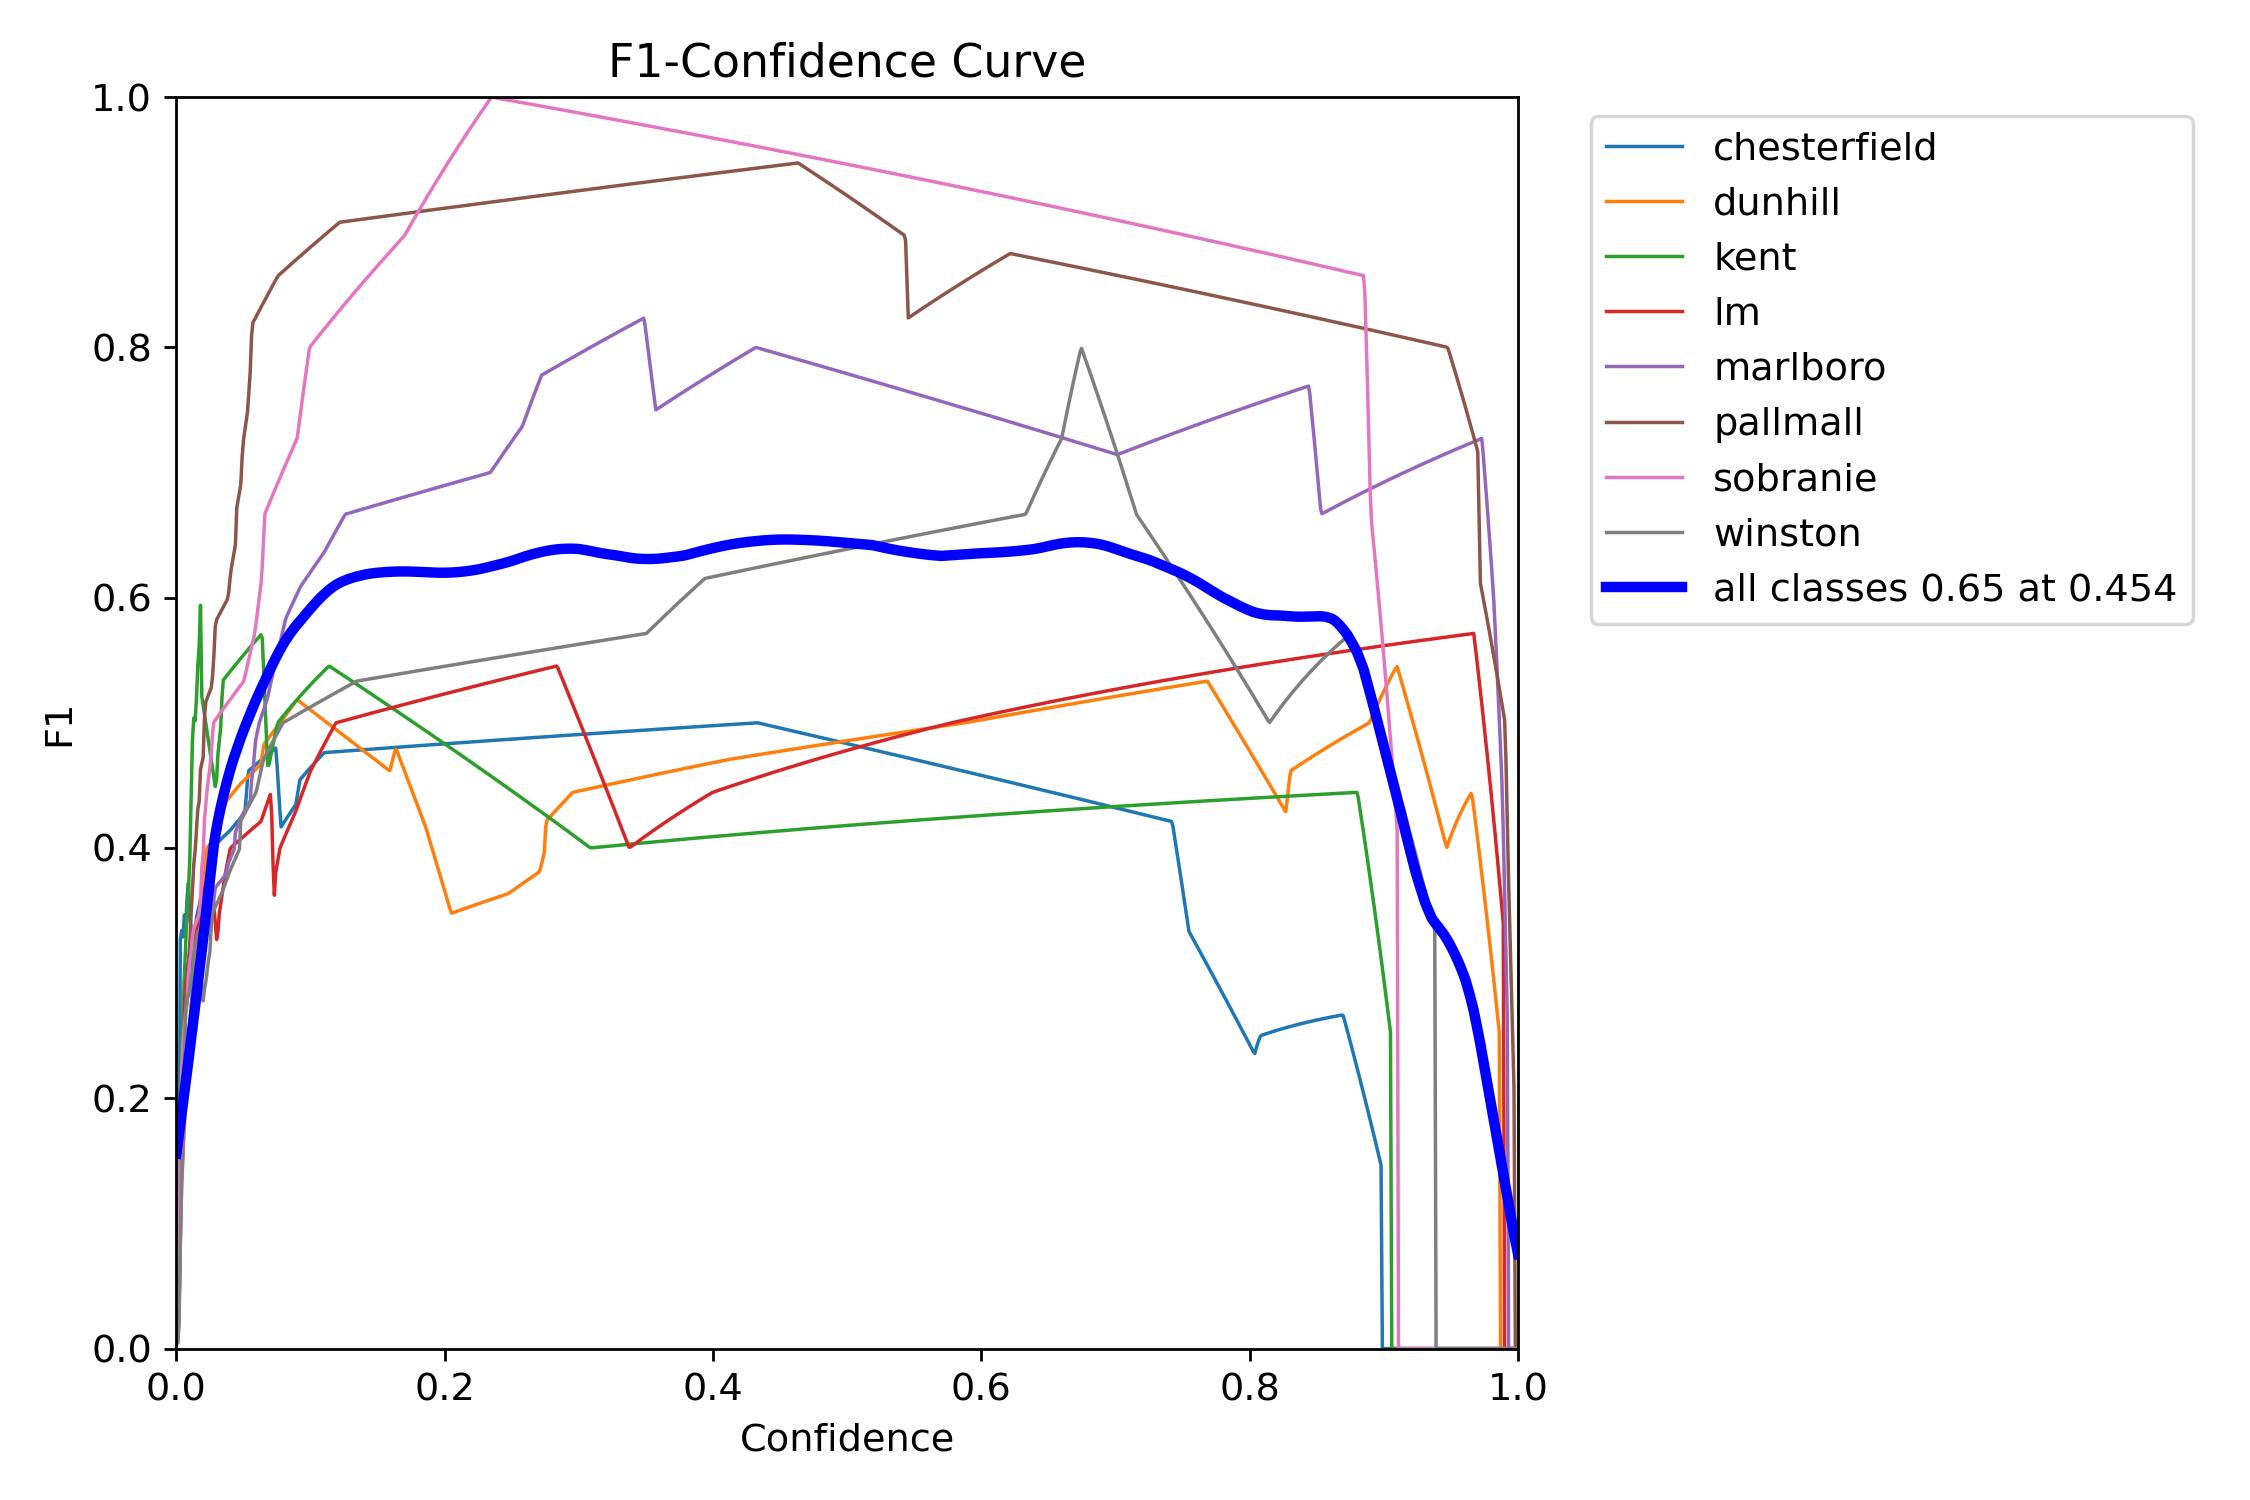 F1-Confidence Curve
1.0
0.8
0.6
0.4
0.2
0.0
F1
0.0 0.2 0.4 0.6 0.8 1.0
Confidence
chesterfield
dunhill
kent
lm
marlboro
pallmall
sobranie
winston
all classes 0.65 at 0.454